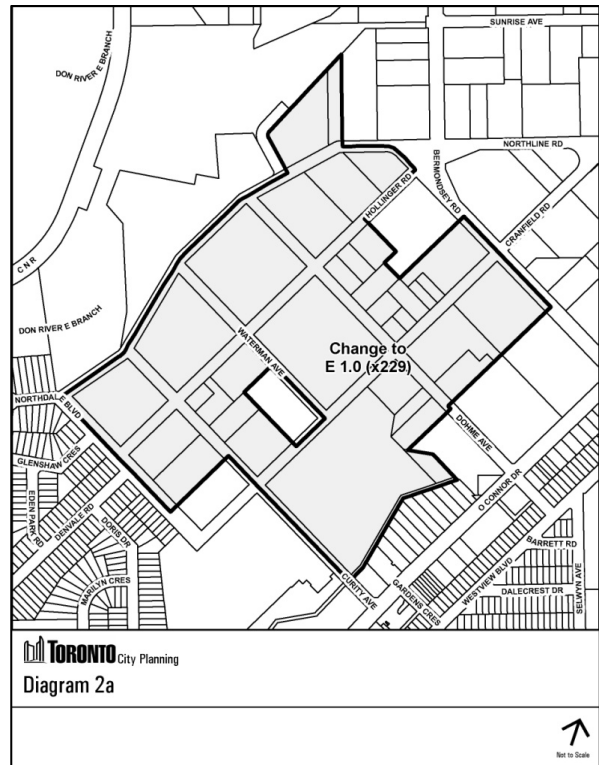 SUNRISE AVE
DON RIVER E BRANCH
NORTHLINE RD
BERMONDSEY RD
HOLLINGER RD
CRANFIELD RD
C N R
DON RIVER E BRANCH
WATERMAN AVE
Change to
E 1.0 (x229)
NORTHDALE BLVD
DOHME AVE
GLENSHAW CRES
EDEN PARK RD
DENVALE RD
DORIS DR
O CONNOR DR
BARRETT RD
WESTVIEW BLVD
SELWYN AVE
MARILYN CRES
CURITY AVE
GARDENS CRES
DALECREST DR
TORONTO City Planning
Diagram 2a
Not to Scale